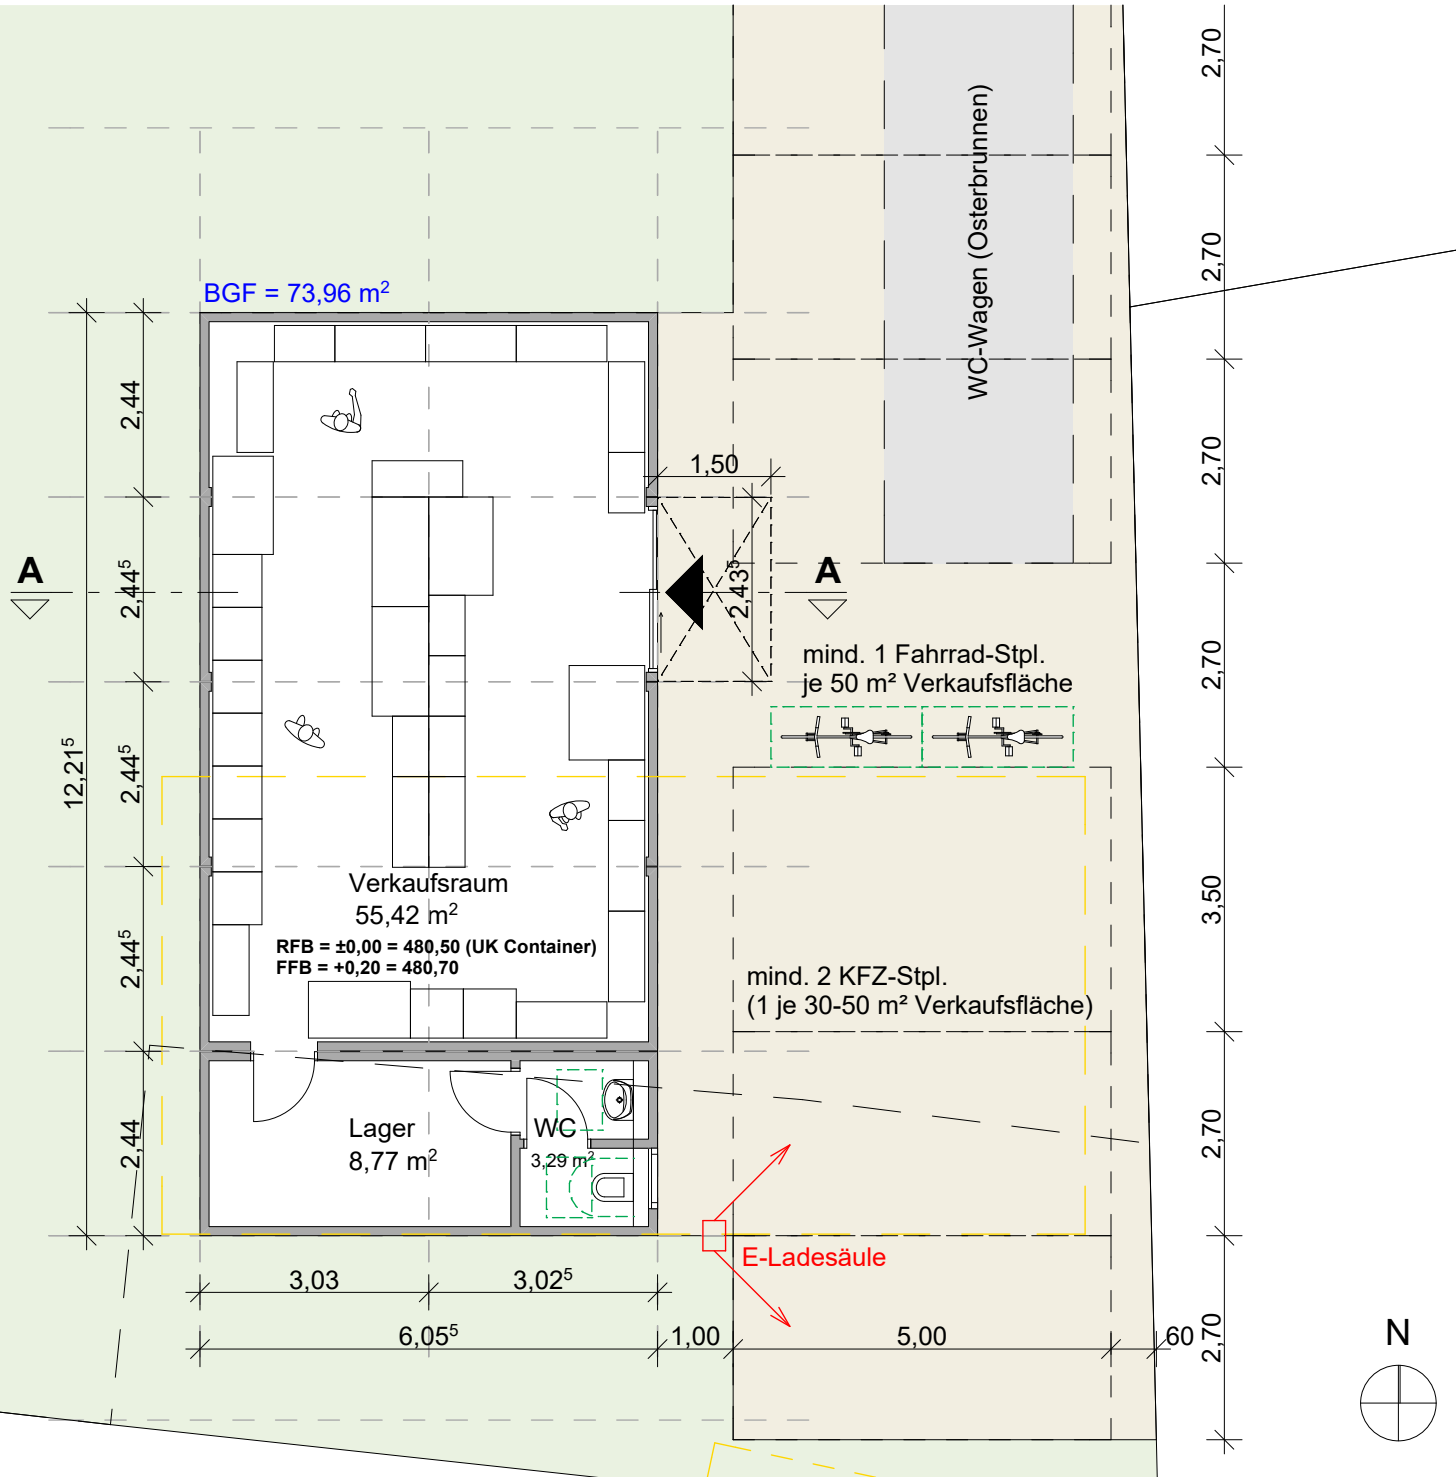 2,70
WC-Wagen (Osterbrunnen)
2,70
BGF = 73,96 m²
2,44
2,70
1,50
A
A
2,44⁵
2,43⁵
mind. 1 Fahrrad-Stpl.
je 50 m² Verkaufsfläche
2,70
12,21⁵
2,44⁵
Verkaufsraum
55,42 m²
RFB = ±0,00 = 480,50 (UK Container)
FFB = +0,20 = 480,70
2,44⁵
3,50
mind. 2 KFZ-Stpl.
(1 je 30-50 m² Verkaufsfläche)
Lager
8,77 m²
WC
3,29 m²
2,44
2,70
E-Ladesäule
3,03
3,02⁵
6,05⁵
1,00
5,00
60
2,70
N